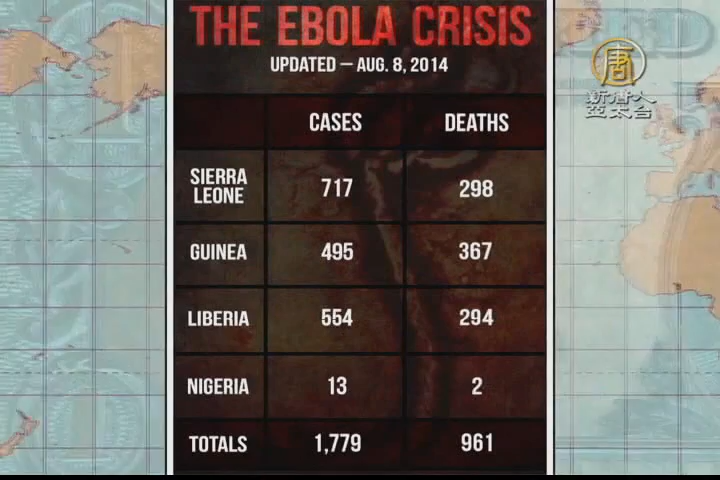 THE EBOLA CRISIS
UPDATED – AUG. 8, 2014
CASES DEATHS
SIERRA
LEONE 717 298
GUINEA 495 367
LIBERIA 554 294
NIGERIA 13 2
TOTALS 1,779 961
唐
新唐人
亞太台